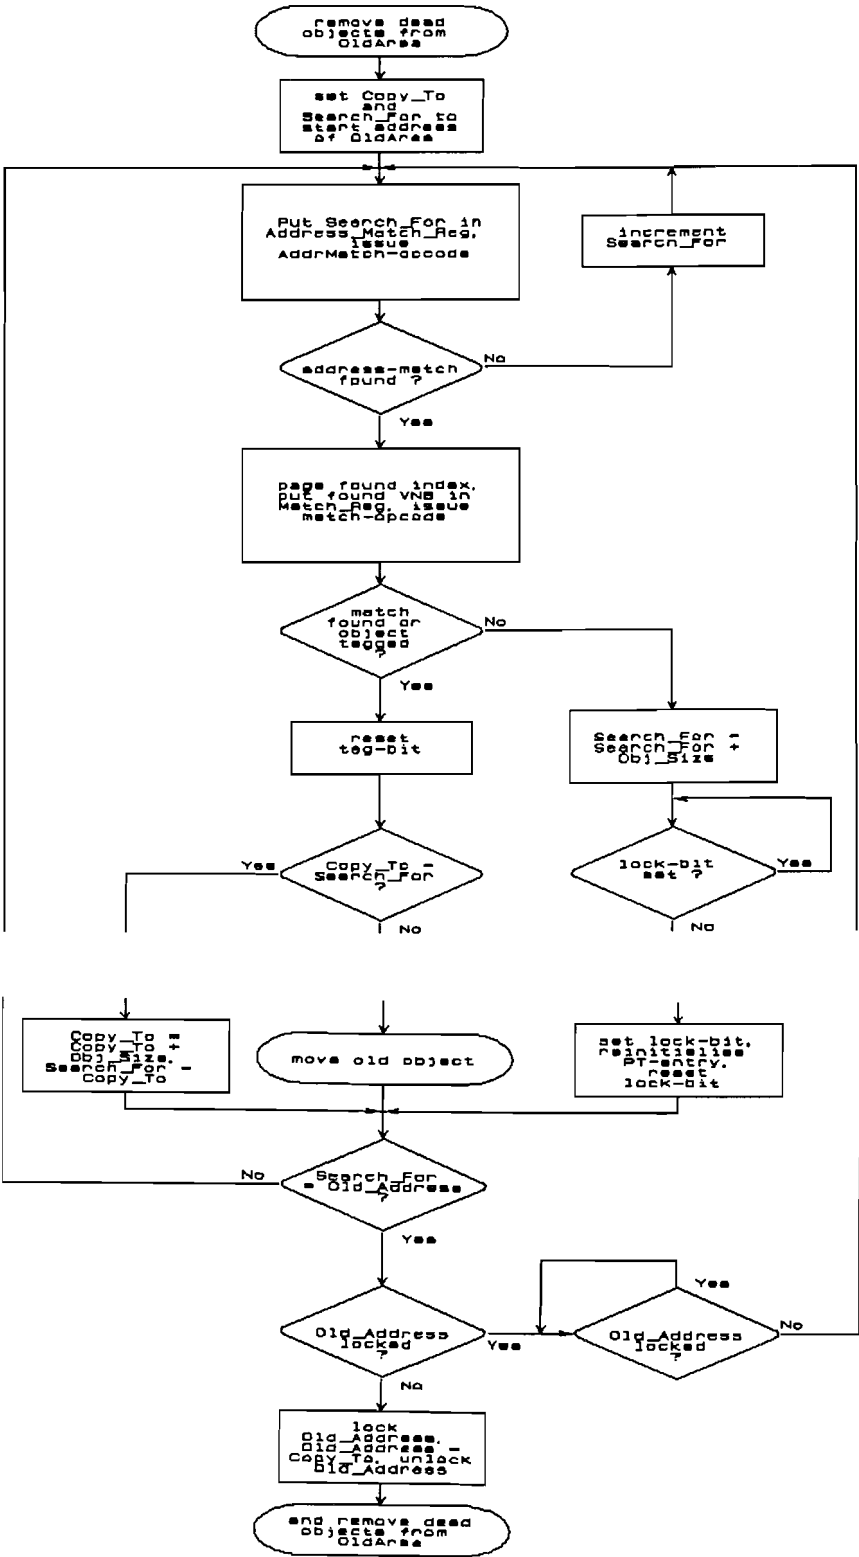 remove dead
objects from
OldArea
set Copy_To
and
Search_For to
start address
of OldArea
Put Search_For in
Address_Match_Reg,
issue
AddrMatch-opcode
increment
Search_For
address-match
found ?
No
Yes
page found index,
put found VNB in
Match_Reg, issue
match-opcode
match
found or
object
tagged
?
No
Yes
reset
tag-bit
Search_For =
Search_For +
Obj_Size
Copy_To =
Search_For
?
Yes
No
lock-bit
set ?
Yes
No
Copy_To =
Copy_To +
Obj_Size,
Search_For =
Copy_To
move old object
set lock-bit,
reinitialise
PT-entry,
reset
lock-bit
Search_For
= Old_Address
?
No
Yes
Old_Address
locked
?
Yes
No
Old_Address
locked
?
Yes
No
lock
Old_Address,
Old_Address =
Copy_To, unlock
Old_Address
end remove dead
objects from
OldArea